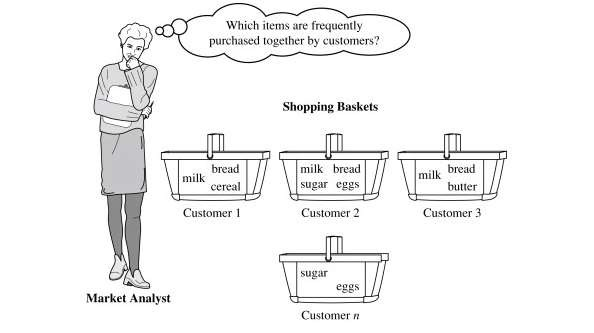 Which items are frequently
purchased together by customers?
Shopping Baskets
milk bread
cereal
Customer 1
milk bread
sugar eggs
Customer 2
milk bread
butter
Customer 3
sugar
eggs
Customer n
Market Analyst